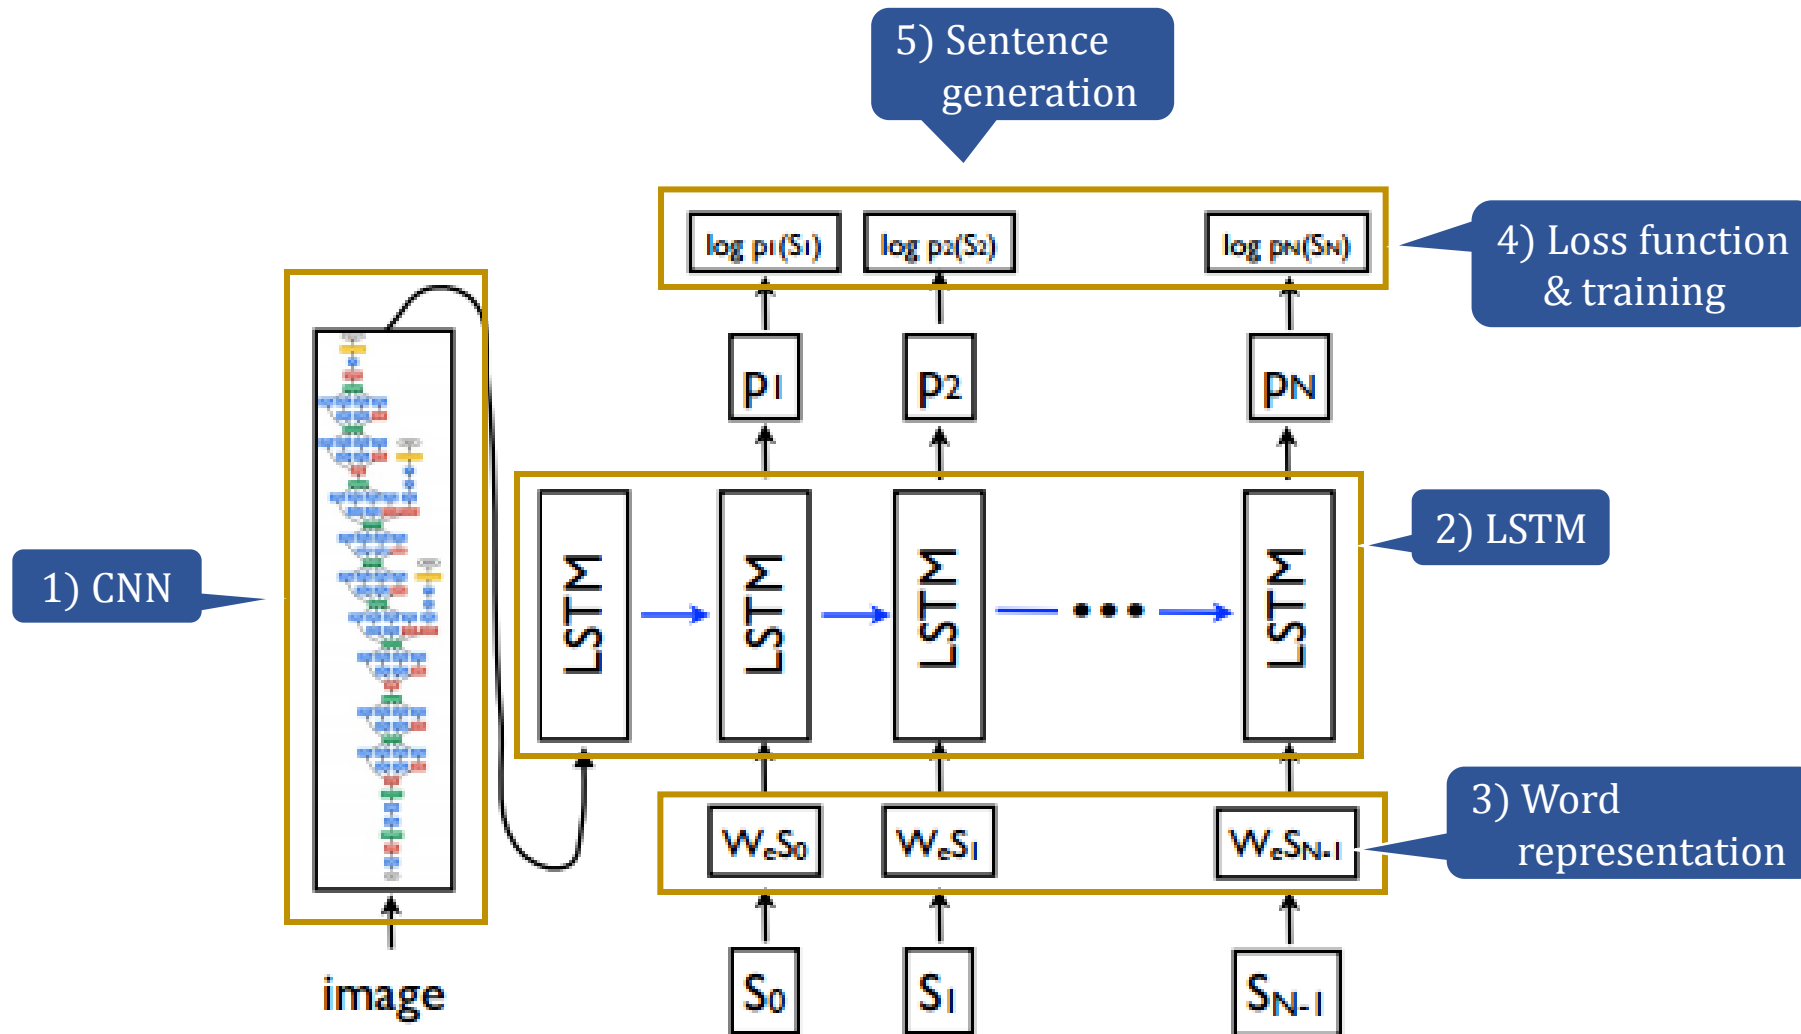 5) Sentence
generation
log p1(S1)
log p2(S2)
log pN(SN)
4) Loss function
& training
p1
p2
pN
1) CNN
LSTM
LSTM
LSTM
•••
LSTM
2) LSTM
WeS0
WeS1
WeSN-1
3) Word
representation
image
S0
S1
SN-1